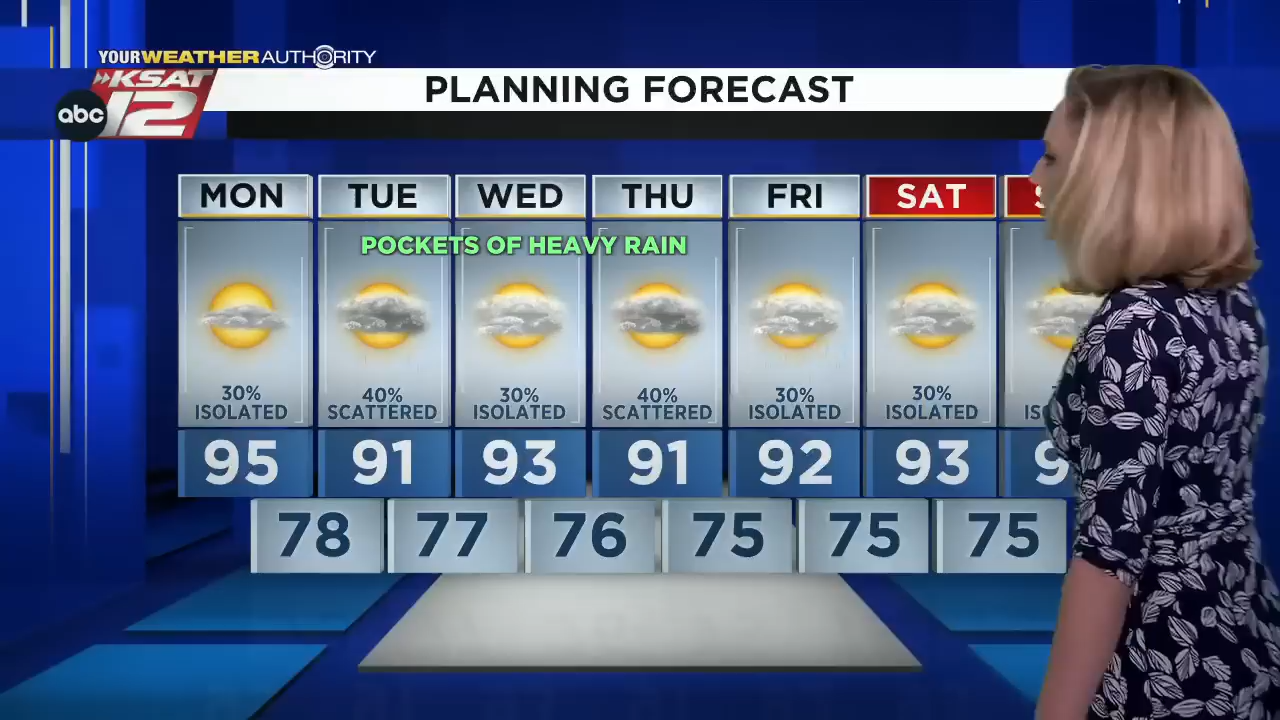 YOURWEATHERAUTHORITY
KSAT
abc 12
PLANNING FORECAST
MON TUE WED THU FRI SAT
POCKETS OF HEAVY RAIN
30% 40% 30% 40% 30% 30%
ISOLATED SCATTERED ISOLATED SCATTERED ISOLATED ISOLATED
95 91 93 91 92 93
78 77 76 75 75 75